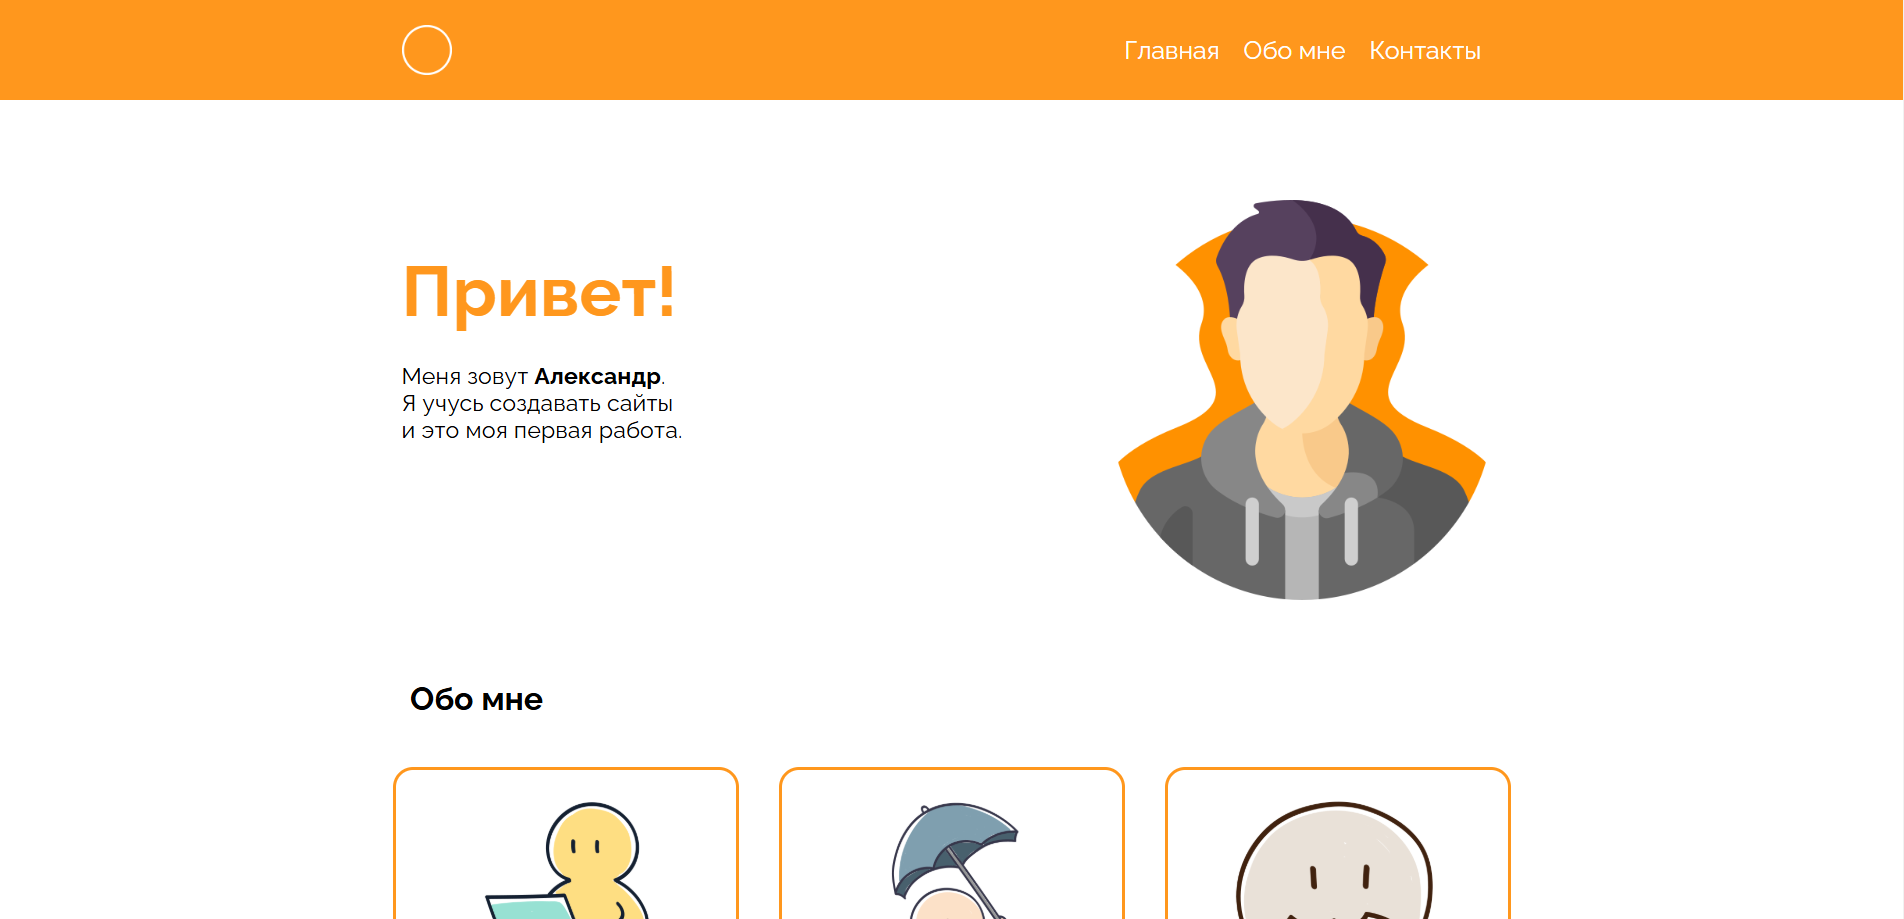 Главная Обо мне Контакты
Привет!
Меня зовут Александр.
Я учусь создавать сайты
и это моя первая работа.
Обо мне